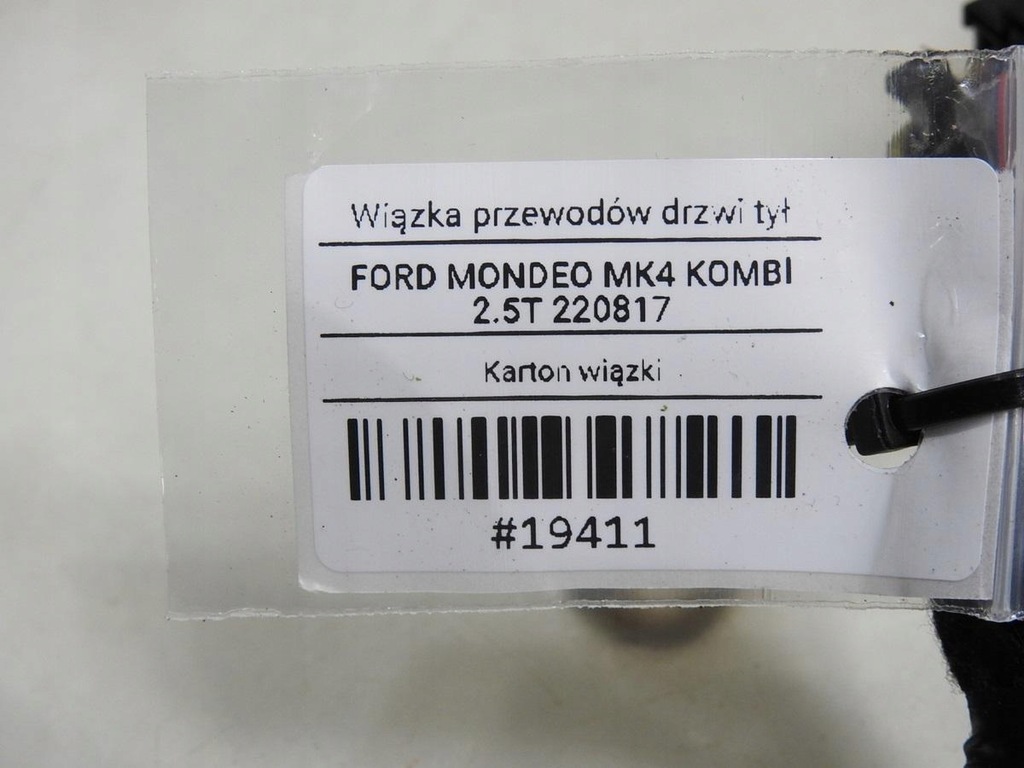 Wiązka przewodów drzwi tył
FORD MONDEO MK4 KOMBI
2.5T 220817
Karton wiązki
#19411